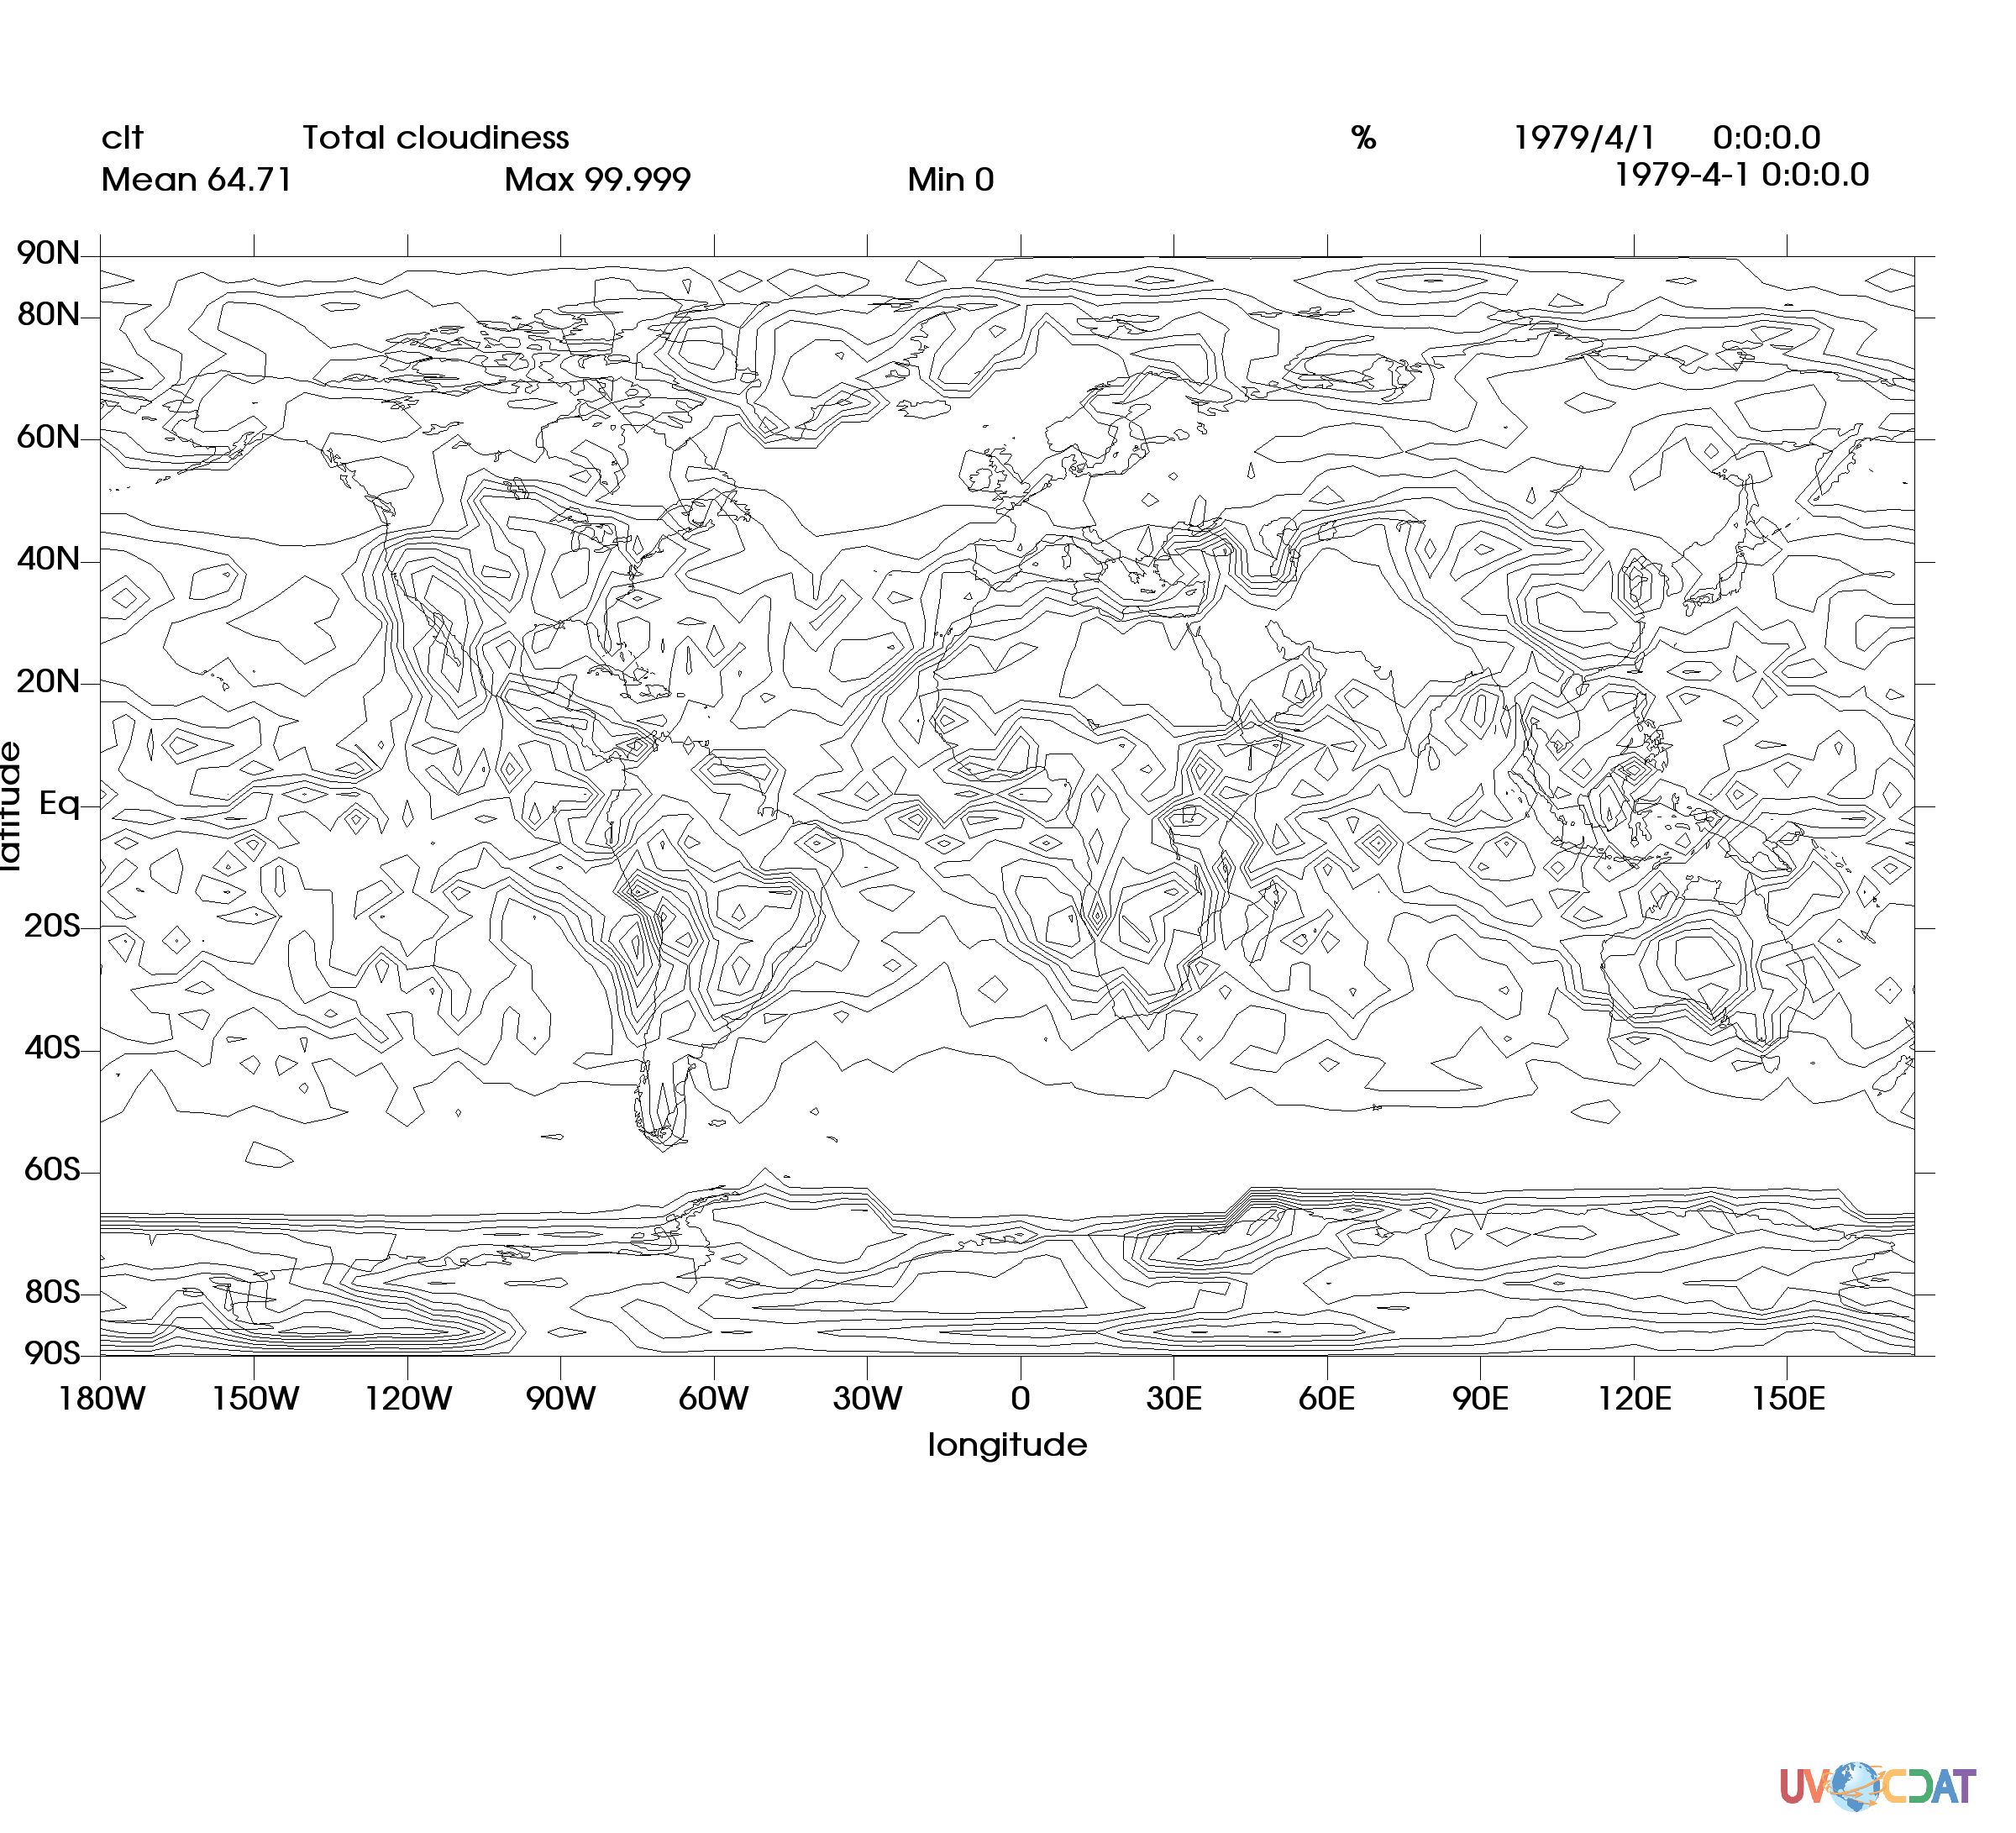 clt Total cloudiness % 1979/4/1 0:0:0.0
Mean 64.71 Max 99.999 Min 0 1979-4-1 0:0:0.0
90N
80N
60N
40N
20N
Eq
20S
40S
60S
80S
90S
latitude
180W 150W 120W 90W 60W 30W 0 30E 60E 90E 120E 150E
longitude
UV CDAT